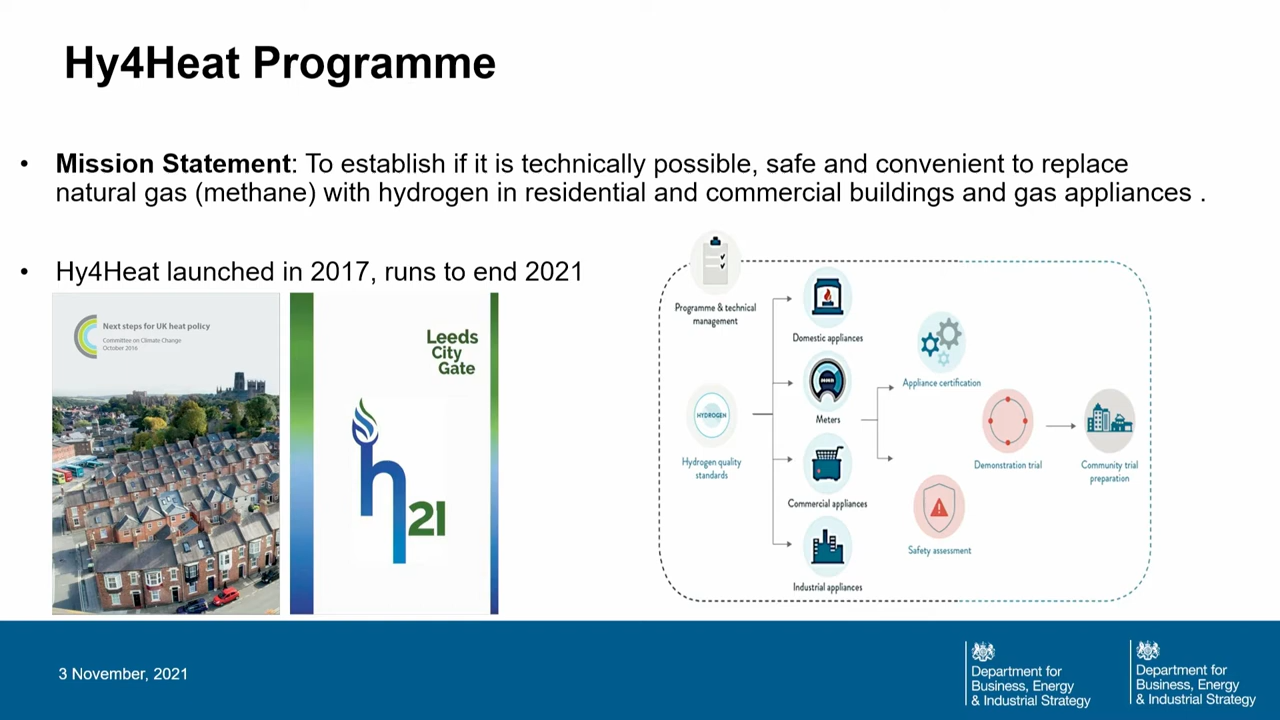 Hy4Heat Programme
• Mission Statement: To establish if it is technically possible, safe and convenient to replace
natural gas (methane) with hydrogen in residential and commercial buildings and gas appliances .
• Hy4Heat launched in 2017, runs to end 2021
Next steps for UK heat policy
Committee on Climate Change
October 2016
Leeds
City
Gate
h21
Programme & technical
management
HYDROGEN
Hydrogen quality
standards
Domestic appliances
Meters
Commercial appliances
Industrial appliances
Appliance certification
Safety assessment
Demonstration trial
Community trial
preparation
3 November, 2021
Department for
Business, Energy
& Industrial Strategy
Department for
Business, Energy
& Industrial Strategy